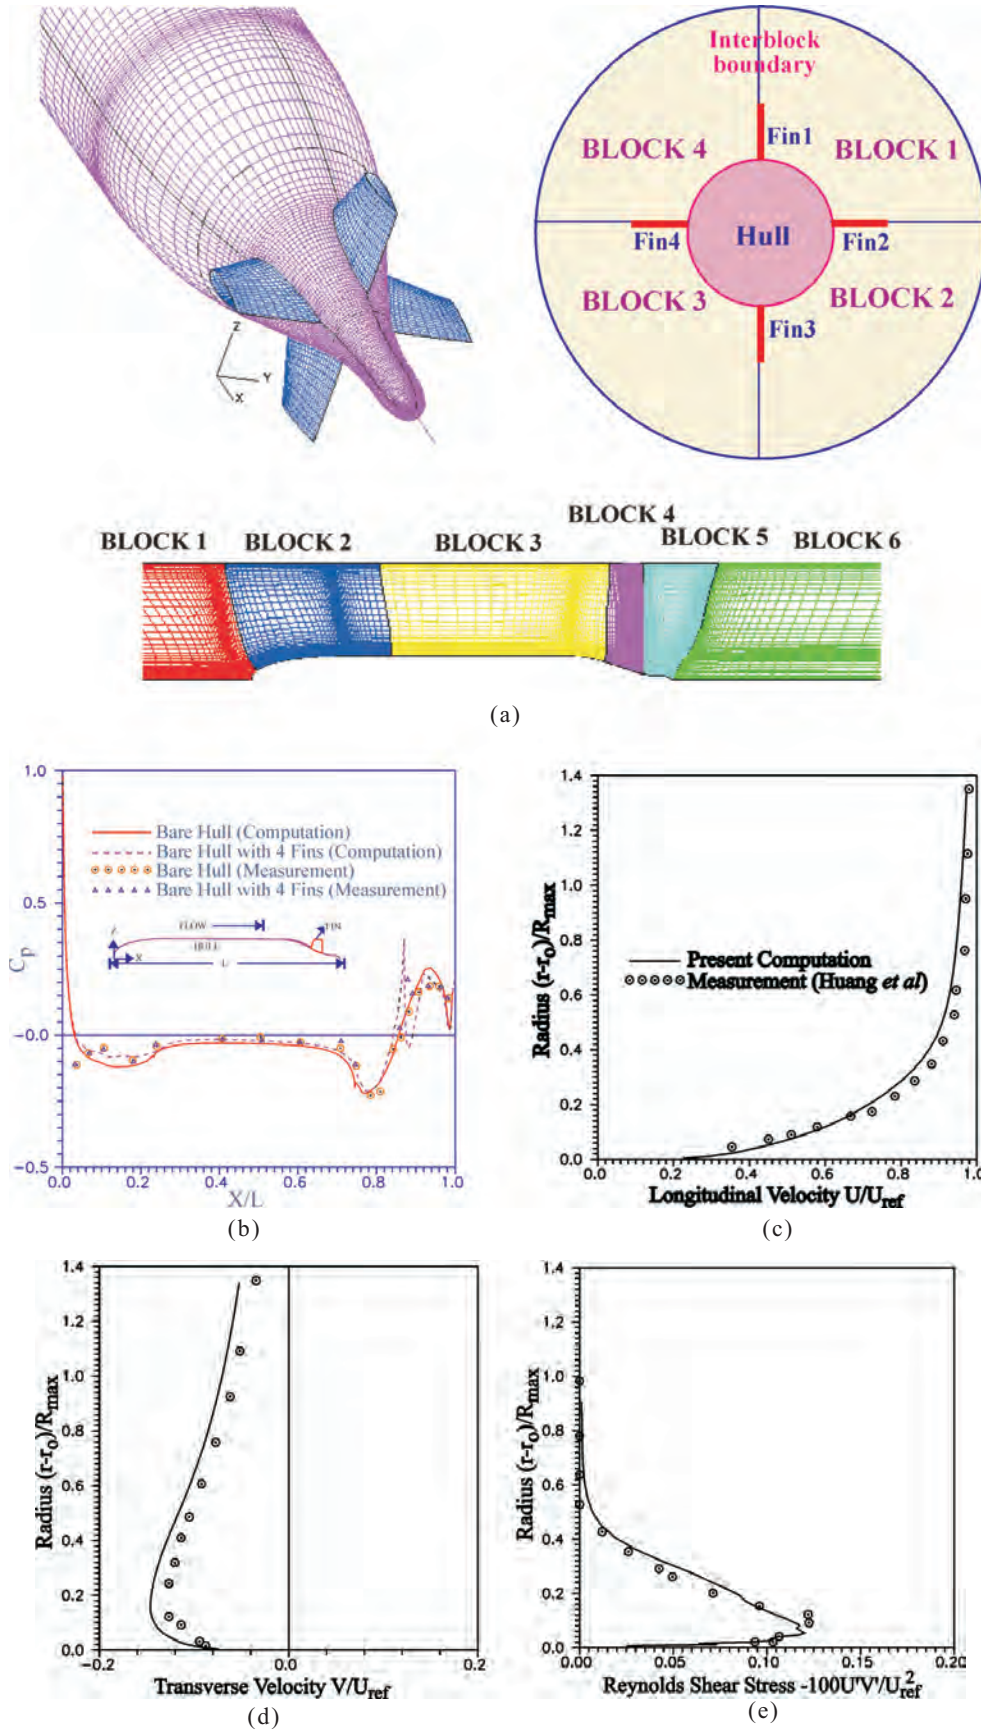 Interblock
boundary
BLOCK 4
Fin1
BLOCK 1
Fin4
Hull
Fin2
BLOCK 3
BLOCK 2
Fin3
Z
Y
X
BLOCK 4
BLOCK 1
BLOCK 2
BLOCK 3
BLOCK 5
BLOCK 6
(a)
1.0
0.5
-0.0
-0.5
Cp
Bare Hull (Computation)
Bare Hull with 4 Fins (Computation)
Bare Hull (Measurement)
Bare Hull with 4 Fins (Measurement)
FLOW
FIN
HULL
X
L
0.0 0.2 0.4 0.6 0.8 1.0
X/L
(b)
1.4
1.2
1.0
0.8
0.6
0.4
0.2
0.0
Radius (r-r₀)/Rmax
Present Computation
Measurement (Huang et al)
0.0 0.2 0.4 0.6 0.8 1.0
Longitudinal Velocity U/Uref
(c)
1.4
1.2
1.0
0.8
0.6
0.4
0.2
0.0
Radius (r-r₀)/Rmax
-0.2 -0.1 0.0 0.2
Transverse Velocity V/Uref
(d)
1.4
1.2
1.0
0.8
0.6
0.4
0.2
0.0
Radius (r-r₀)/Rmax
0.00 0.05 0.10 0.20
Reynolds Shear Stress -100U'V'/U²ref
(e)